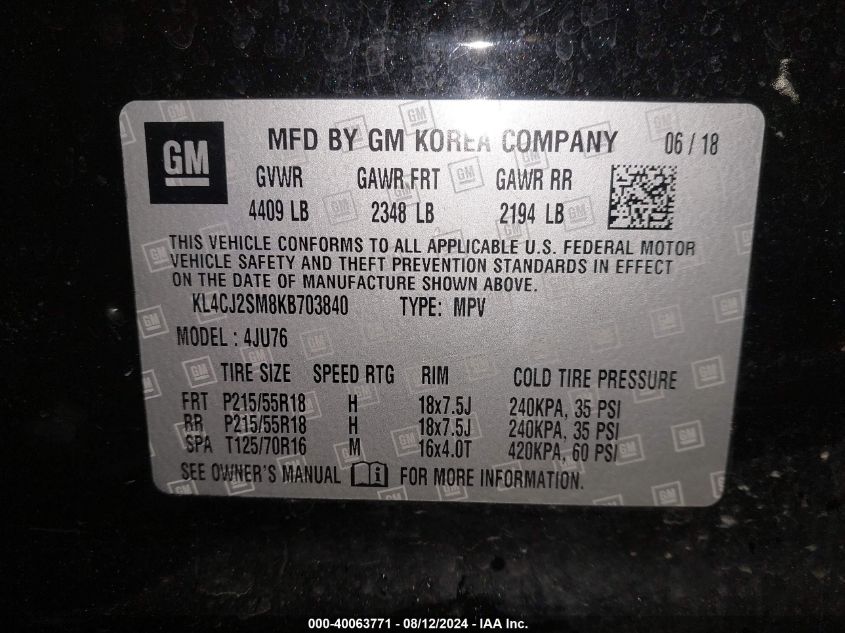 GM MFD BY GM KOREA COMPANY 06 / 18
GVWR GAWR FRT GAWR RR
4409 LB 2348 LB 2194 LB
THIS VEHICLE CONFORMS TO ALL APPLICABLE U.S. FEDERAL MOTOR
VEHICLE SAFETY AND THEFT PREVENTION STANDARDS IN EFFECT
ON THE DATE OF MANUFACTURE SHOWN ABOVE.
KL4CJ2SM8KB703840 TYPE: MPV
MODEL : 4JU76
TIRE SIZE SPEED RTG RIM COLD TIRE PRESSURE
FRT P215/55R18 H 18x7.5J 240KPA, 35 PSI
RR P215/55R18 H 18x7.5J 240KPA, 35 PSI
SPA T125/70R16 M 16x4.0T 420KPA, 60 PSI
SEE OWNER'S MANUAL i FOR MORE INFORMATION.
000-40063771 - 08/12/2024 - IAA Inc.